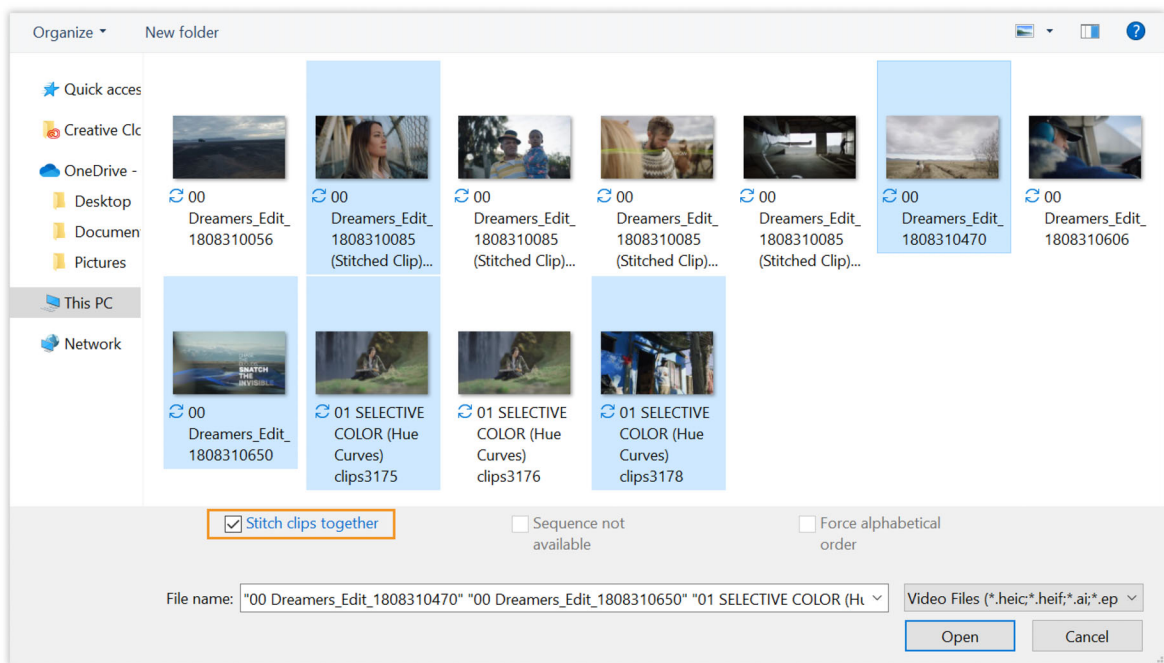 Organize
New folder
Quick acces
Creative Clc
OneDrive -
Desktop
Documen
Pictures
This PC
Network
00
Dreamers_Edit_
1808310056
00
Dreamers_Edit_
1808310085
(Stitched Clip)...
00
Dreamers_Edit_
1808310085
(Stitched Clip)...
00
Dreamers_Edit_
1808310085
(Stitched Clip)...
00
Dreamers_Edit_
1808310085
(Stitched Clip)...
00
Dreamers_Edit_
1808310470
00
Dreamers_Edit_
1808310606
SNATCH
THE
INVISIBLE
00
Dreamers_Edit_
1808310650
01 SELECTIVE
COLOR (Hue
Curves)
clips3175
01 SELECTIVE
COLOR (Hue
Curves)
clips3176
01 SELECTIVE
COLOR (Hue
Curves)
clips3178
Stitch clips together
Sequence not
available
Force alphabetical
order
File name: "00 Dreamers_Edit_1808310470" "00 Dreamers_Edit_1808310650" "01 SELECTIVE COLOR (Hu
Video Files (*.heic;*.heif;*.ai;*.ep
Open
Cancel